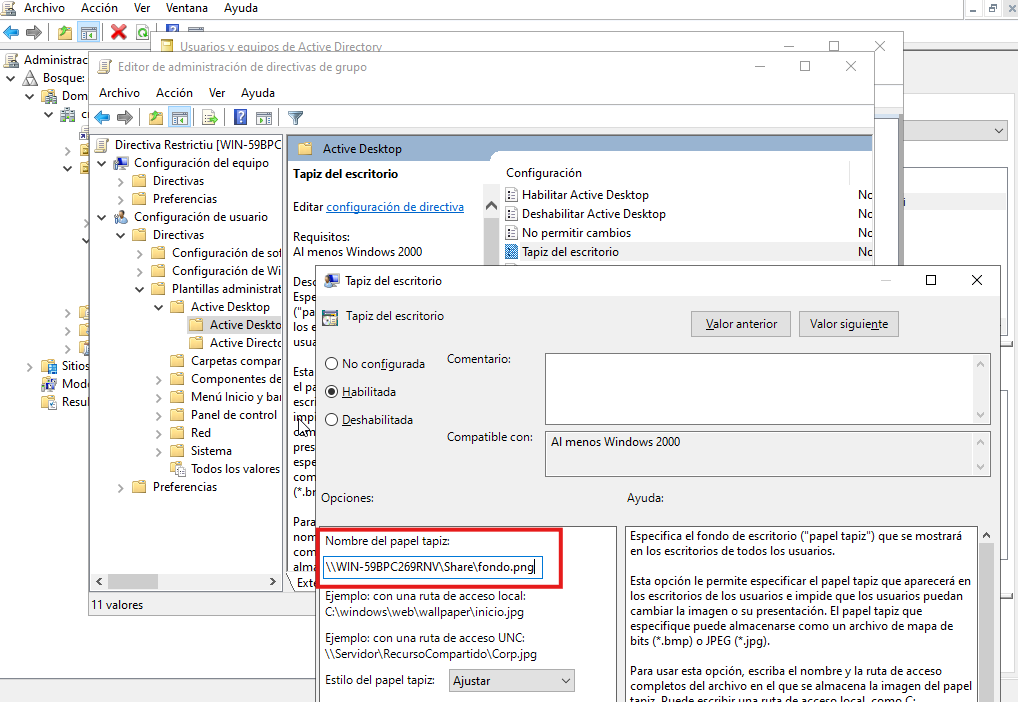 Archivo Acción Ver Ventana Ayuda
Usuarios y equipos de Active Directory
Administrac
Bosque:
Dom
c
Sitios
Mode
Resul
Editor de administración de directivas de grupo
Archivo Acción Ver Ayuda
Directiva Restrictiu [WIN-59BPC
Configuración del equipo
Directivas
Preferencias
Configuración de usuario
Directivas
Configuración de sof
Configuración de Wi
Plantillas administrat
Active Desktop
Active Deskto
Active Directo
Carpetas compar
Componentes de
Menú Inicio y bar
Panel de control
Red
Sistema
Todos los valores
Preferencias
11 valores
Active Desktop
Tapiz del escritorio
Editar configuración de directiva
Requisitos:
Al menos Windows 2000
Desc
Espe
("pa
los e
usua
Esta
el pa
escri
impi
cam
pres
espe
com
(*.br
Para
nom
com
alma
Exte
Configuración
Habilitar Active Desktop No
Deshabilitar Active Desktop No
No permitir cambios No
Tapiz del escritorio No
Tapiz del escritorio
Tapiz del escritorio
Valor anterior
Valor siguiente
No configurada
Habilitada
Deshabilitada
Comentario:
Compatible con:
Al menos Windows 2000
Opciones:
Ayuda:
Nombre del papel tapiz:
\\WIN-59BPC269RNV\Share\fondo.png
Ejemplo: con una ruta de acceso local:
C:\windows\web\wallpaper\inicio.jpg
Ejemplo: con una ruta de acceso UNC:
\\Servidor\RecursoCompartido\Corp.jpg
Estilo del papel tapiz: Ajustar
Especifica el fondo de escritorio ("papel tapiz") que se mostrará
en los escritorios de todos los usuarios.
Esta opción le permite especificar el papel tapiz que aparecerá en
los escritorios de los usuarios e impide que los usuarios puedan
cambiar la imagen o su presentación. El papel tapiz que
especifique puede almacenarse como un archivo de mapa de
bits (*.bmp) o JPEG (*.jpg).
Para usar esta opción, escriba el nombre y la ruta de acceso
completos del archivo en el que se almacena la imagen del papel
tapiz. Puede escribir una ruta de acceso local, como C: